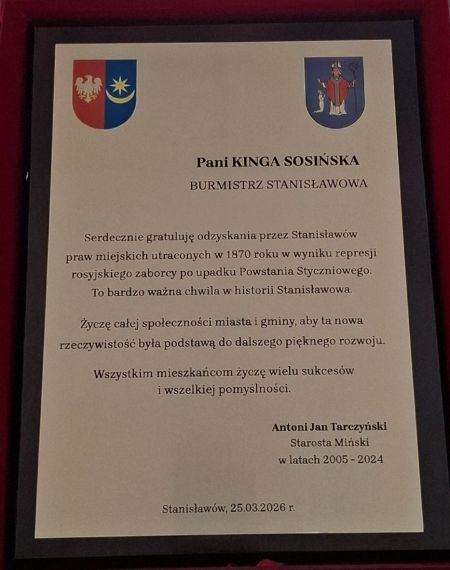 Pani KINGA SOSIŃSKA
BURMISTRZ STANISŁAWOWA
Serdecznie gratuluję odzyskania przez Stanisławów
praw miejskich utraconych w 1870 roku w wyniku represji
rosyjskiego zaborcy po upadku Powstania Styczniowego.
To bardzo ważna chwila w historii Stanisławowa.
Życzę całej społeczności miasta i gminy, aby ta nowa
rzeczywistość była podstawą do dalszego pięknego rozwoju.
Wszystkim mieszkańcom życzę wielu sukcesów
i wszelkiej pomyślności.
Antoni Jan Tarczyński
Starosta Miński
w latach 2005 - 2024
Stanisławów, 25.03.2026 r.